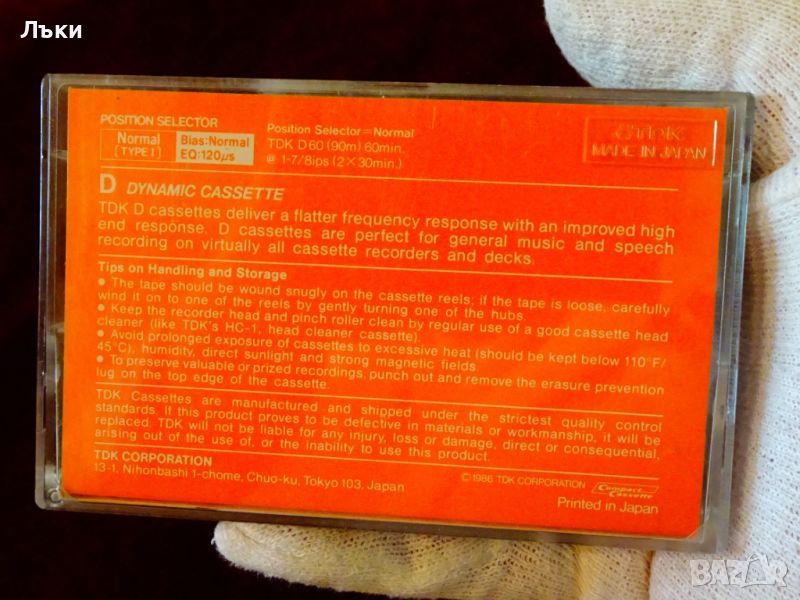 Лъки
POSITION SELECTOR
Normal
(TYPE I)
Bias:Normal
EQ:120µs
Position Selector=Normal
TDK D60 (90m) 60min.
@ 1-7/8ips (2×30min.)
TDK
MADE IN JAPAN
D DYNAMIC CASSETTE
TDK D cassettes deliver a flatter frequency response with an improved high
end response. D cassettes are perfect for general music and speech
recording on virtually all cassette recorders and decks.
Tips on Handling and Storage
● The tape should be wound snugly on the cassette reels; if the tape is loose, carefully
wind it on to one of the reels by gently turning one of the hubs.
● Keep the recorder head and pinch roller clean by regular use of a good cassette head
cleaner (like TDK's HC-1, head cleaner cassette).
● Avoid prolonged exposure of cassettes to excessive heat (should be kept below 110°F/
45°C), humidity, direct sunlight and strong magnetic fields.
● To preserve valuable or prized recordings, punch out and remove the erasure prevention
lug on the top edge of the cassette.
TDK Cassettes are manufactured and shipped under the strictest quality control
standards. If this product proves to be defective in materials or workmanship, it will be
replaced. TDK will not be liable for any injury, loss or damage, direct or consequential,
arising out of the use of, or the inability to use this product.
TDK CORPORATION
13-1, Nihonbashi 1-chome, Chuo-ku, Tokyo 103, Japan
©1986 TDK CORPORATION
Compact Cassette
Printed in Japan
BAZAR